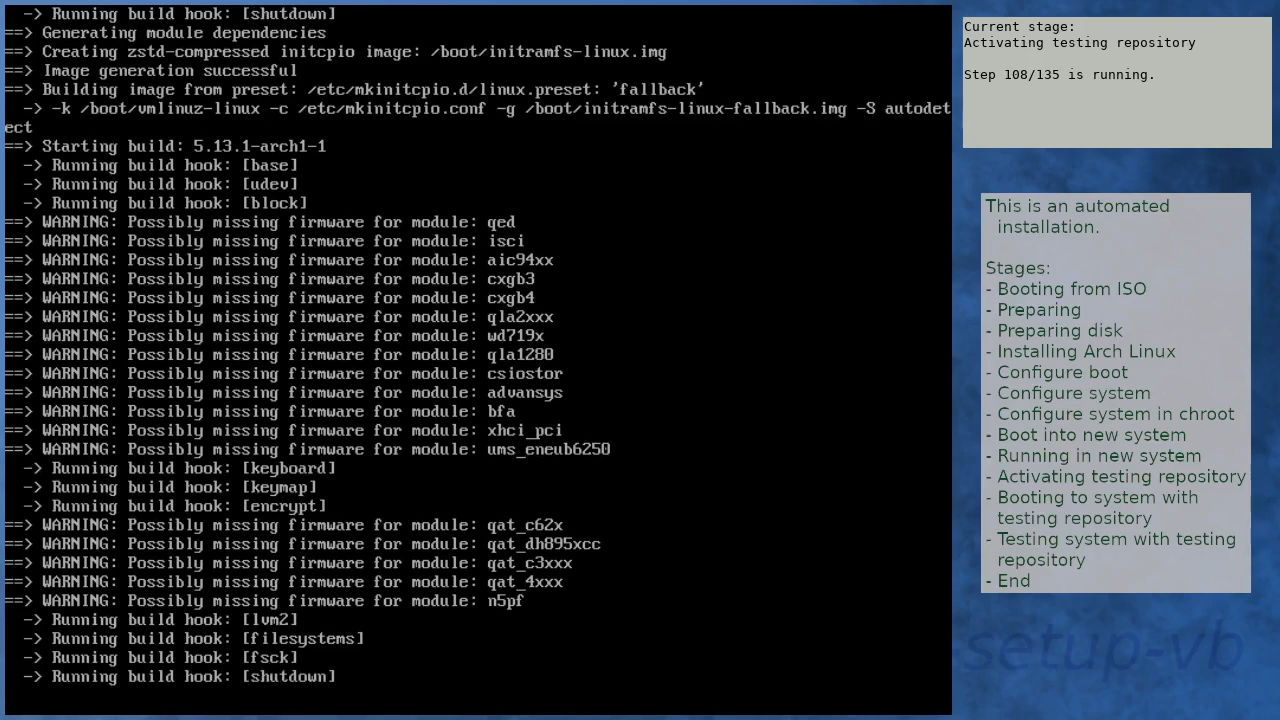 -> Running build hook: [shutdown]
==> Generating module dependencies
==> Creating zstd-compressed initcpio image: /boot/initramfs-linux.img
==> Image generation successful
==> Building image from preset: /etc/mkinitcpio.d/linux.preset: 'fallback'
-> -k /boot/vmlinuz-linux -c /etc/mkinitcpio.conf -g /boot/initramfs-linux-fallback.img -S autodet
ect
==> Starting build: 5.13.1-arch1-1
-> Running build hook: [base]
-> Running build hook: [udev]
-> Running build hook: [block]
==> WARNING: Possibly missing firmware for module: qed
==> WARNING: Possibly missing firmware for module: isci
==> WARNING: Possibly missing firmware for module: aic94xx
==> WARNING: Possibly missing firmware for module: cxgb3
==> WARNING: Possibly missing firmware for module: cxgb4
==> WARNING: Possibly missing firmware for module: qla2xxx
==> WARNING: Possibly missing firmware for module: wd719x
==> WARNING: Possibly missing firmware for module: qla1280
==> WARNING: Possibly missing firmware for module: csiostor
==> WARNING: Possibly missing firmware for module: advansys
==> WARNING: Possibly missing firmware for module: bfa
==> WARNING: Possibly missing firmware for module: xhci_pci
==> WARNING: Possibly missing firmware for module: ums_eneub6250
-> Running build hook: [keyboard]
-> Running build hook: [keymap]
-> Running build hook: [encrypt]
==> WARNING: Possibly missing firmware for module: qat_c62x
==> WARNING: Possibly missing firmware for module: qat_dh895xcc
==> WARNING: Possibly missing firmware for module: qat_c3xxx
==> WARNING: Possibly missing firmware for module: qat_4xxx
==> WARNING: Possibly missing firmware for module: n5pf
-> Running build hook: [lvm2]
-> Running build hook: [filesystems]
-> Running build hook: [fsck]
-> Running build hook: [shutdown]
Current stage:
Activating testing repository
Step 108/135 is running.
This is an automated
installation.
Stages:
- Booting from ISO
- Preparing
- Preparing disk
- Installing Arch Linux
- Configure boot
- Configure system
- Configure system in chroot
- Boot into new system
- Running in new system
- Activating testing repository
- Booting to system with
testing repository
- Testing system with testing
repository
- End
-setup-vb